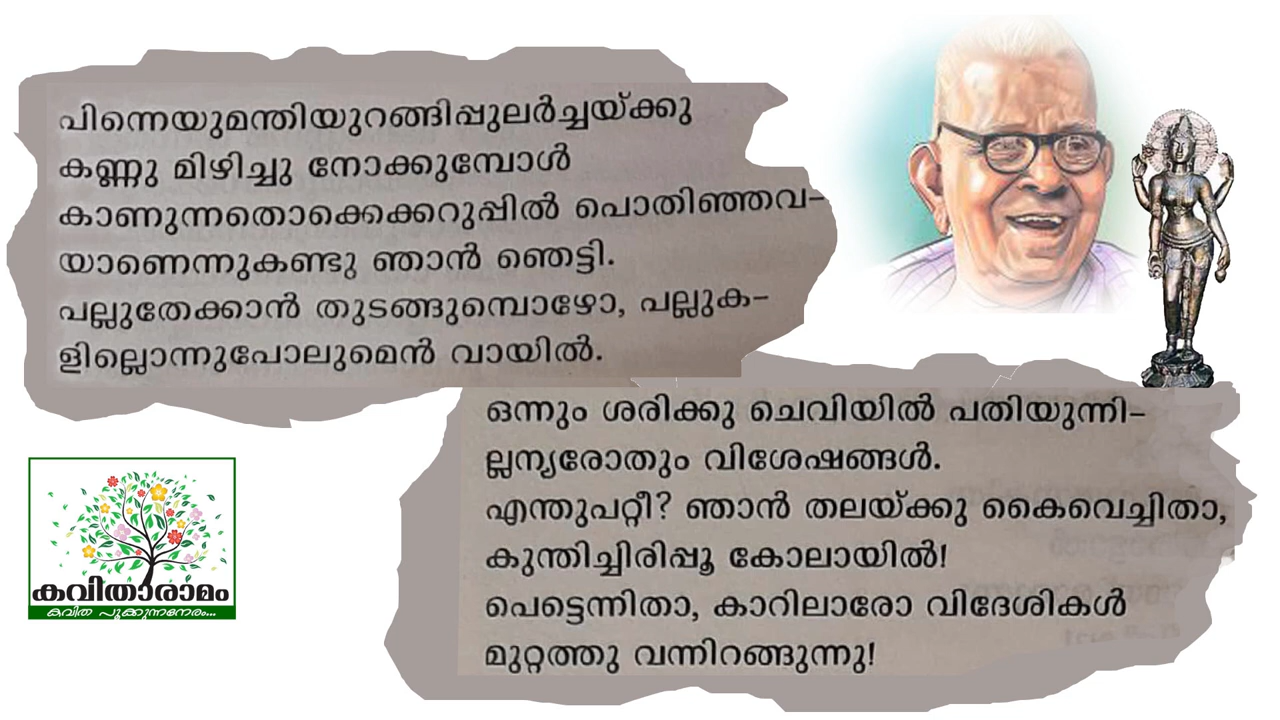 പിന്നെയുമന്തിയുറങ്ങിപ്പുലർച്ചയ്ക്കു
കണ്ണു മിഴിച്ചു നോക്കുമ്പോൾ
കാണുന്നതൊക്കെക്കറുപ്പിൽ പൊതിഞ്ഞവ–
യാണെന്നുകണ്ടു ഞാൻ ഞെട്ടി.
പല്ലുതേക്കാൻ തുടങ്ങുമ്പൊഴോ, പല്ലുക–
ളില്ലൊന്നുപോലുമെൻ വായിൽ.
ഒന്നും ശരിക്കു ചെവിയിൽ പതിയുന്നി–
ല്ലന്യരോതും വിശേഷങ്ങൾ.
എന്തുപറ്റീ? ഞാൻ തലയ്ക്കു കൈവെച്ചിതാ,
കുന്തിച്ചിരിപ്പൂ കോലായിൽ!
പെട്ടെന്നിതാ, കാറിലാരോ വിദേശികൾ
മുറ്റത്തു വന്നിറങ്ങുന്നു!
കവിതാരാമം
കവിത പൂക്കുന്നനേരം...